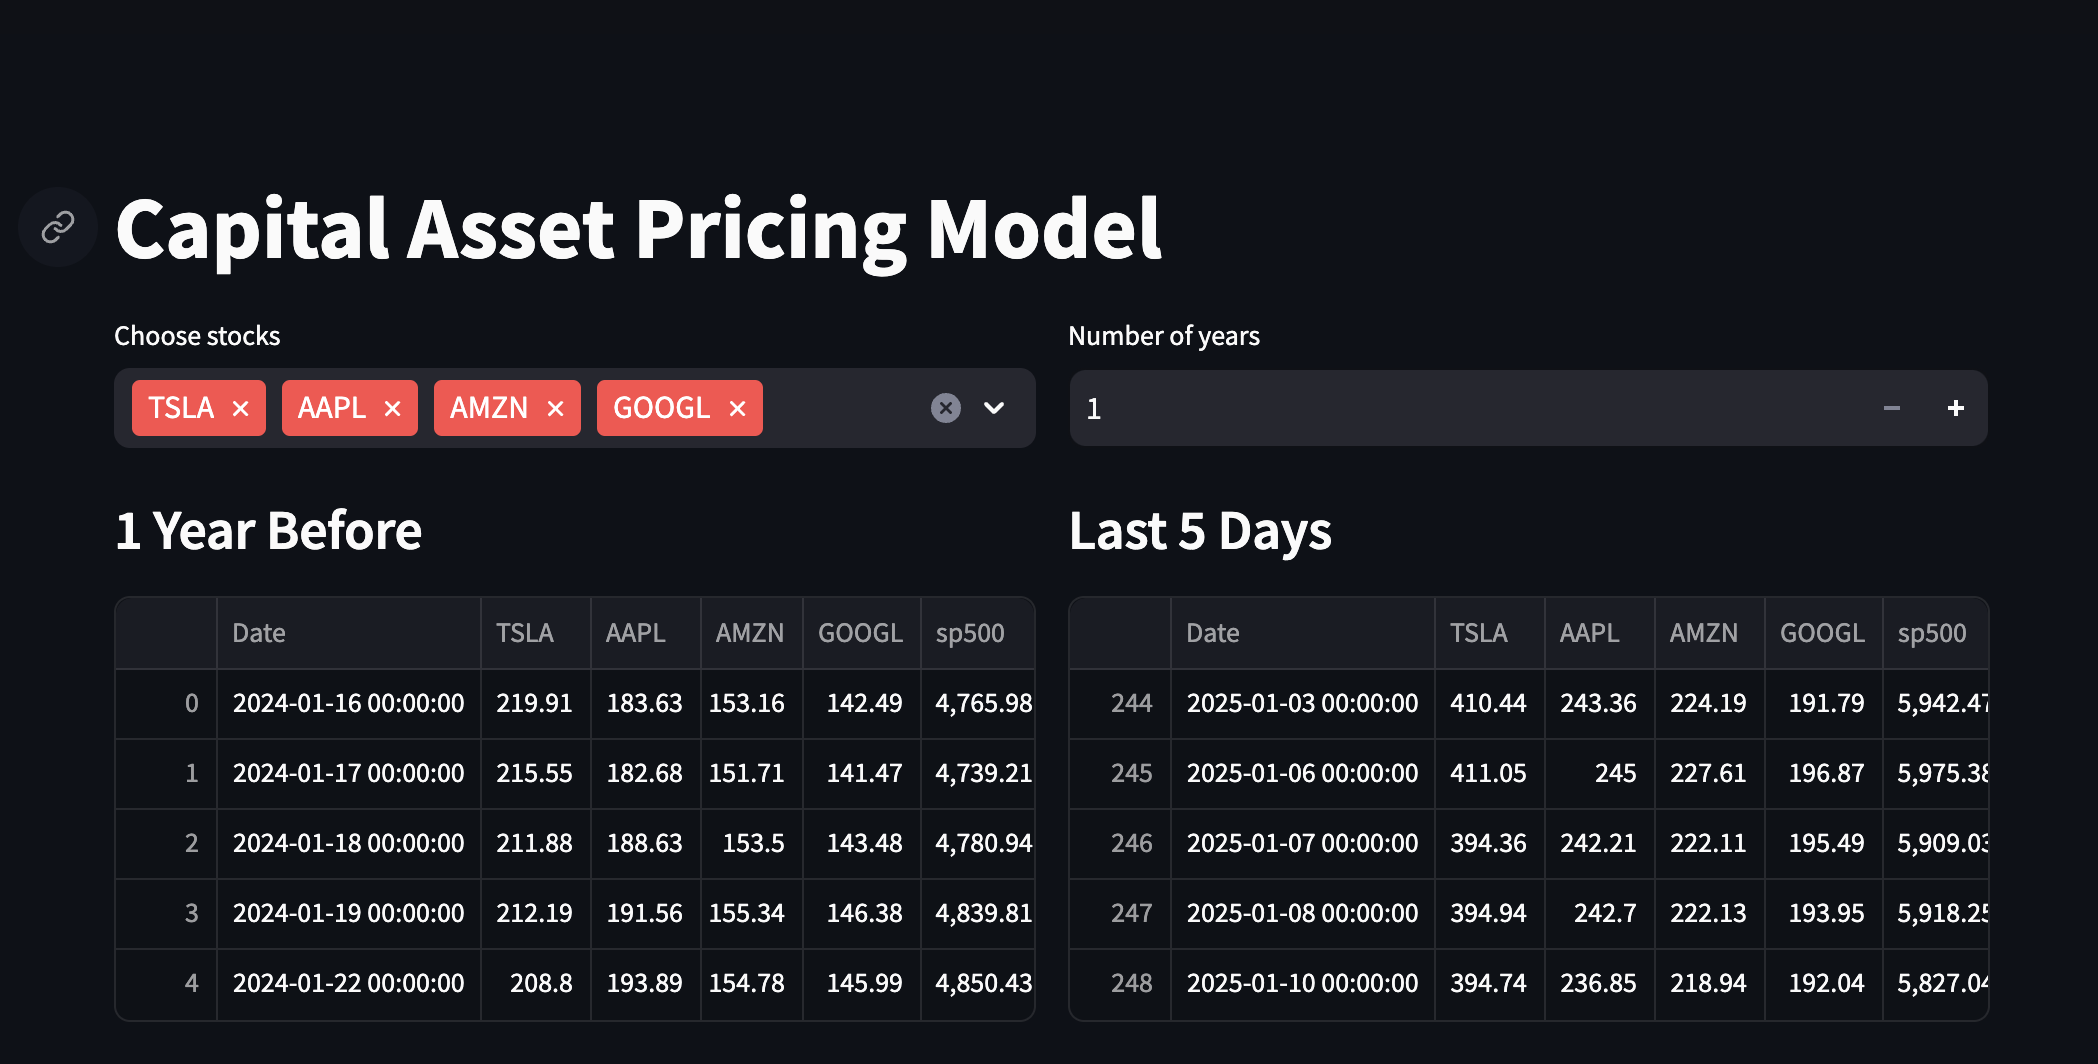 Capital Asset Pricing Model
Choose stocks
TSLA AAPL AMZN GOOGL
Number of years
1
1 Year Before
Date TSLA AAPL AMZN GOOGL sp500
0 2024-01-16 00:00:00 219.91 183.63 153.16 142.49 4,765.98
1 2024-01-17 00:00:00 215.55 182.68 151.71 141.47 4,739.21
2 2024-01-18 00:00:00 211.88 188.63 153.5 143.48 4,780.94
3 2024-01-19 00:00:00 212.19 191.56 155.34 146.38 4,839.81
4 2024-01-22 00:00:00 208.8 193.89 154.78 145.99 4,850.43
Last 5 Days
Date TSLA AAPL AMZN GOOGL sp500
244 2025-01-03 00:00:00 410.44 243.36 224.19 191.79 5,942.47
245 2025-01-06 00:00:00 411.05 245 227.61 196.87 5,975.38
246 2025-01-07 00:00:00 394.36 242.21 222.11 195.49 5,909.03
247 2025-01-08 00:00:00 394.94 242.7 222.13 193.95 5,918.25
248 2025-01-10 00:00:00 394.74 236.85 218.94 192.04 5,827.04